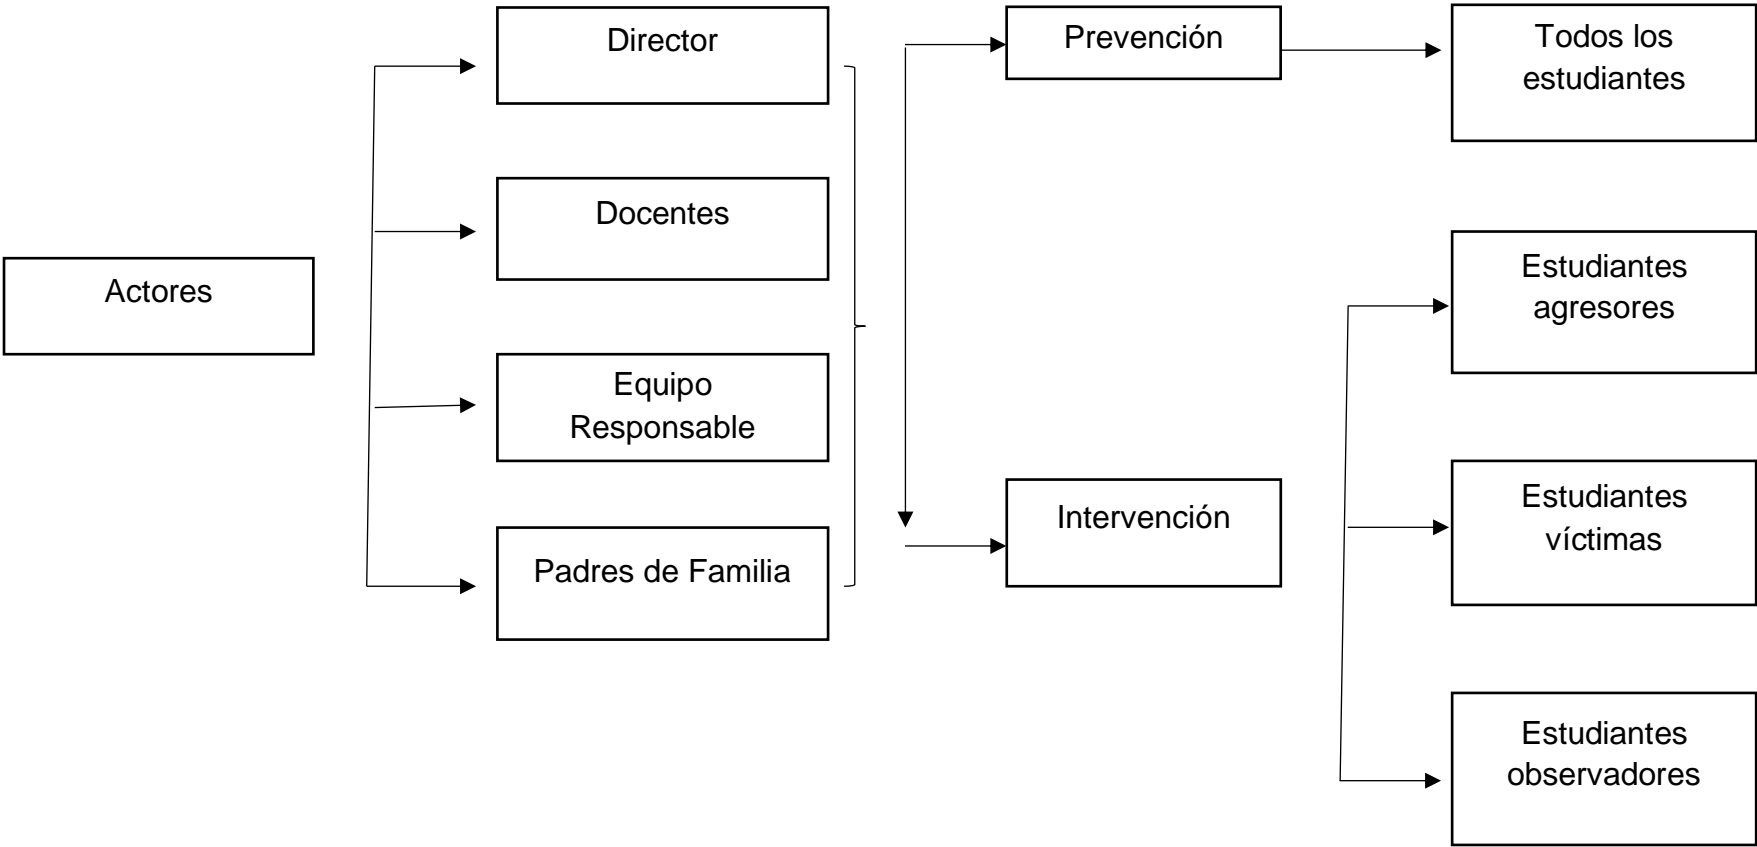 Actores
Director
Docentes
Equipo
Responsable
Padres de Familia
Prevención
Intervención
Todos los
estudiantes
Estudiantes
agresores
Estudiantes
víctimas
Estudiantes
observadores